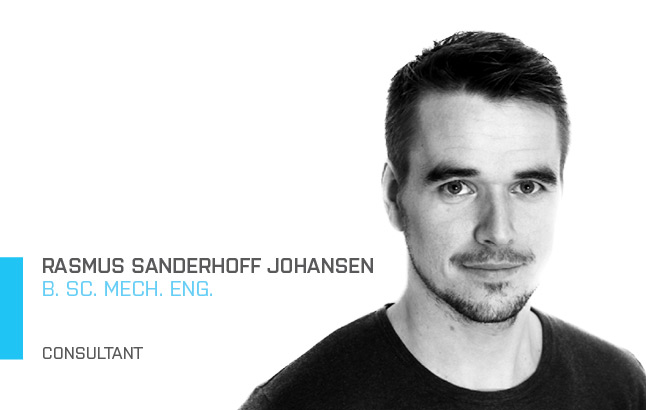 RASMUS SANDERHOFF JOHANSEN
B. SC. MECH. ENG.
CONSULTANT